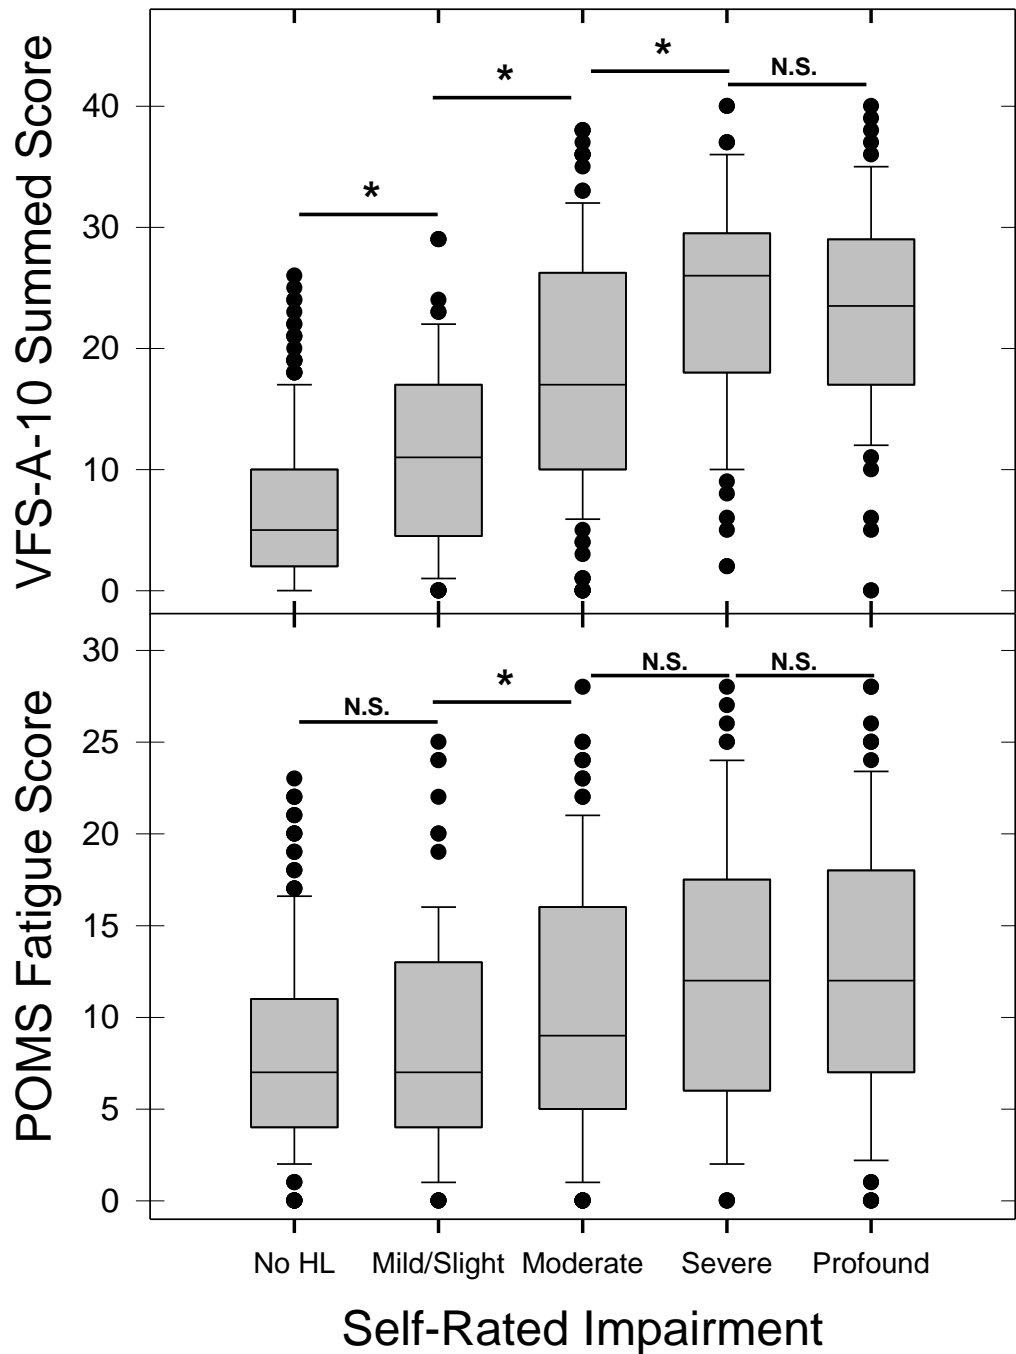 VFS-A-10 Summed Score
40
30
20
10
0
*
*
*
N.S.
POMS Fatigue Score
30
25
20
15
10
5
0
N.S.
*
N.S.
N.S.
No HL Mild/Slight Moderate Severe Profound
Self-Rated Impairment